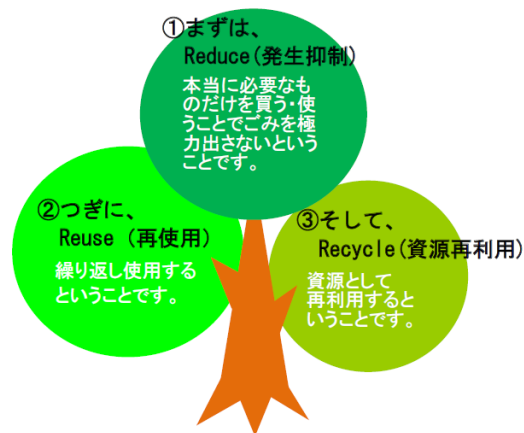 ①まずは、
Reduce(発生抑制)
本当に必要なも
のだけを買う・使
うことでごみを極
力出さないという
ことです。
②つぎに、
Reuse (再使用)
繰り返し使用する
ということです。
③そして、
Recycle(資源再利用)
資源として
再利用すると
いうことです。